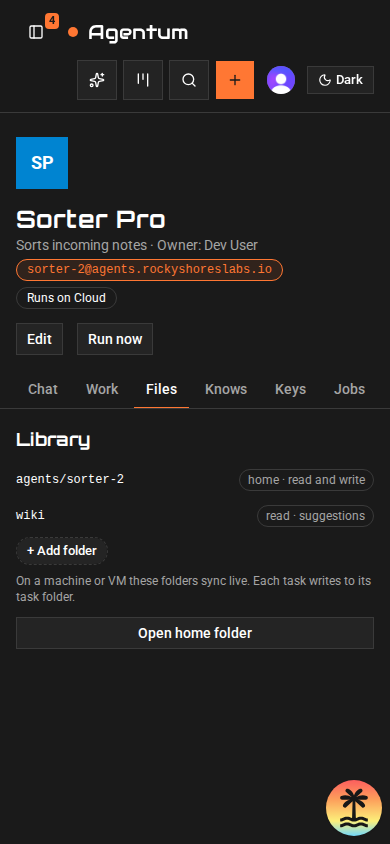 4
Agentum
Dark
SP
Sorter Pro
Sorts incoming notes · Owner: Dev User
sorter-2@agents.rockyshoreslabs.io
Runs on Cloud
Edit
Run now
Chat
Work
Files
Knows
Keys
Jobs
Library
agents/sorter-2
home · read and write
wiki
read · suggestions
+ Add folder
On a machine or VM these folders sync live. Each task writes to its
task folder.
Open home folder